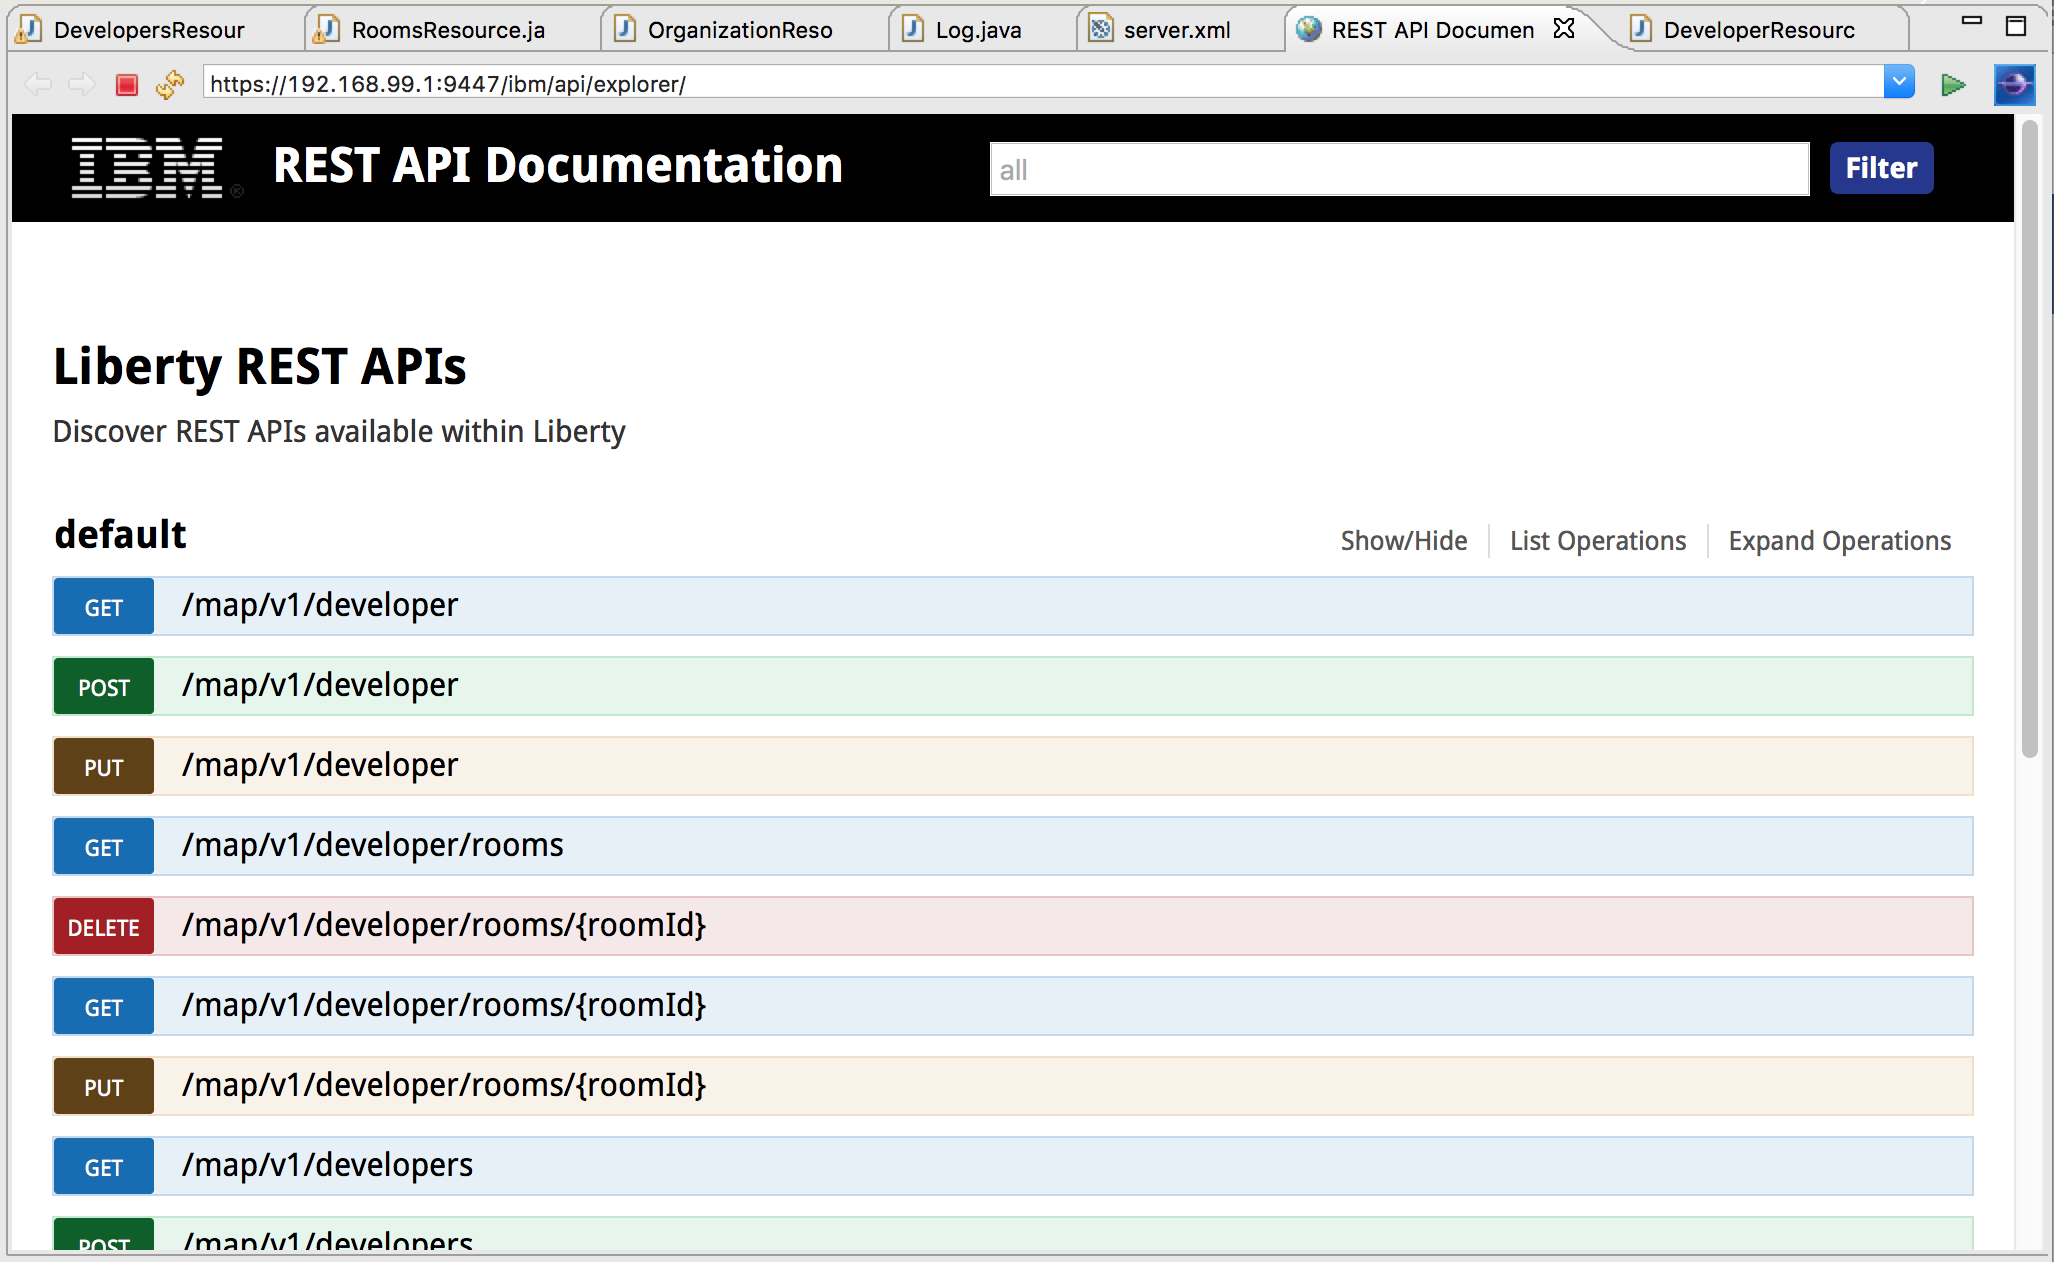 DevelopersResour RoomsResource.ja OrganizationReso Log.java server.xml REST API Documen DeveloperResourc
https://192.168.99.1:9447/ibm/api/explorer/
IBM® REST API Documentation all Filter
Liberty REST APIs
Discover REST APIs available within Liberty
default Show/Hide List Operations Expand Operations
GET /map/v1/developer
POST /map/v1/developer
PUT /map/v1/developer
GET /map/v1/developer/rooms
DELETE /map/v1/developer/rooms/{roomId}
GET /map/v1/developer/rooms/{roomId}
PUT /map/v1/developer/rooms/{roomId}
GET /map/v1/developers
POST /map/v1/developers